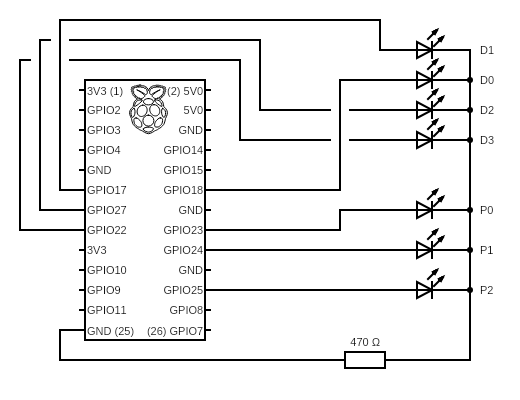 D1
D0
3V3 (1) (2) 5V0
GPIO2 5V0 D2
GPIO3 GND
D3
GPIO4 GPIO14
GND GPIO15
GPIO17 GPIO18
GPIO27 GND P0
GPIO22 GPIO23
3V3 GPIO24 P1
GPIO10 GND
GPIO9 GPIO25 P2
GPIO11 GPIO8
GND (25) (26) GPIO7
470 Ω